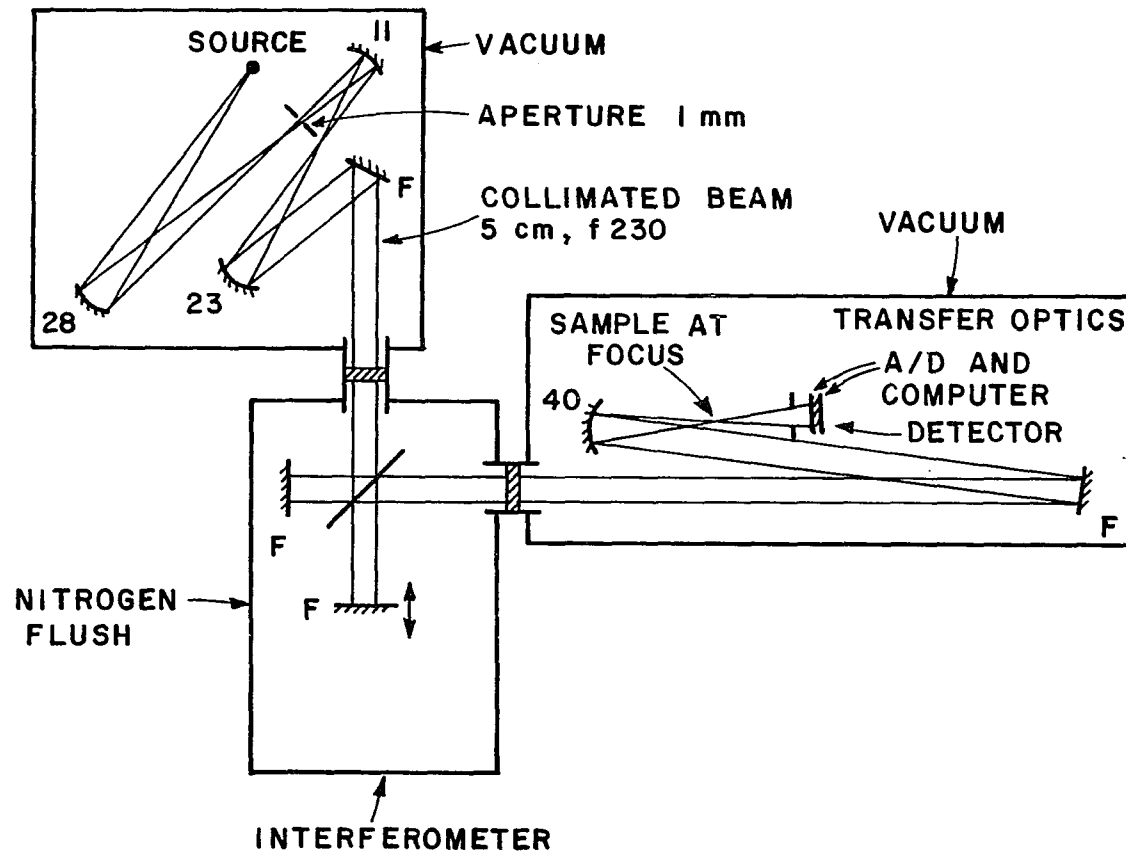 11
SOURCE
VACUUM
APERTURE 1 mm
F
COLLIMATED BEAM
5 cm, f 230
VACUUM
28
23
SAMPLE AT
FOCUS
TRANSFER OPTICS
A/D AND
COMPUTER
40
DETECTOR
F
F
NITROGEN
FLUSH
F
INTERFEROMETER